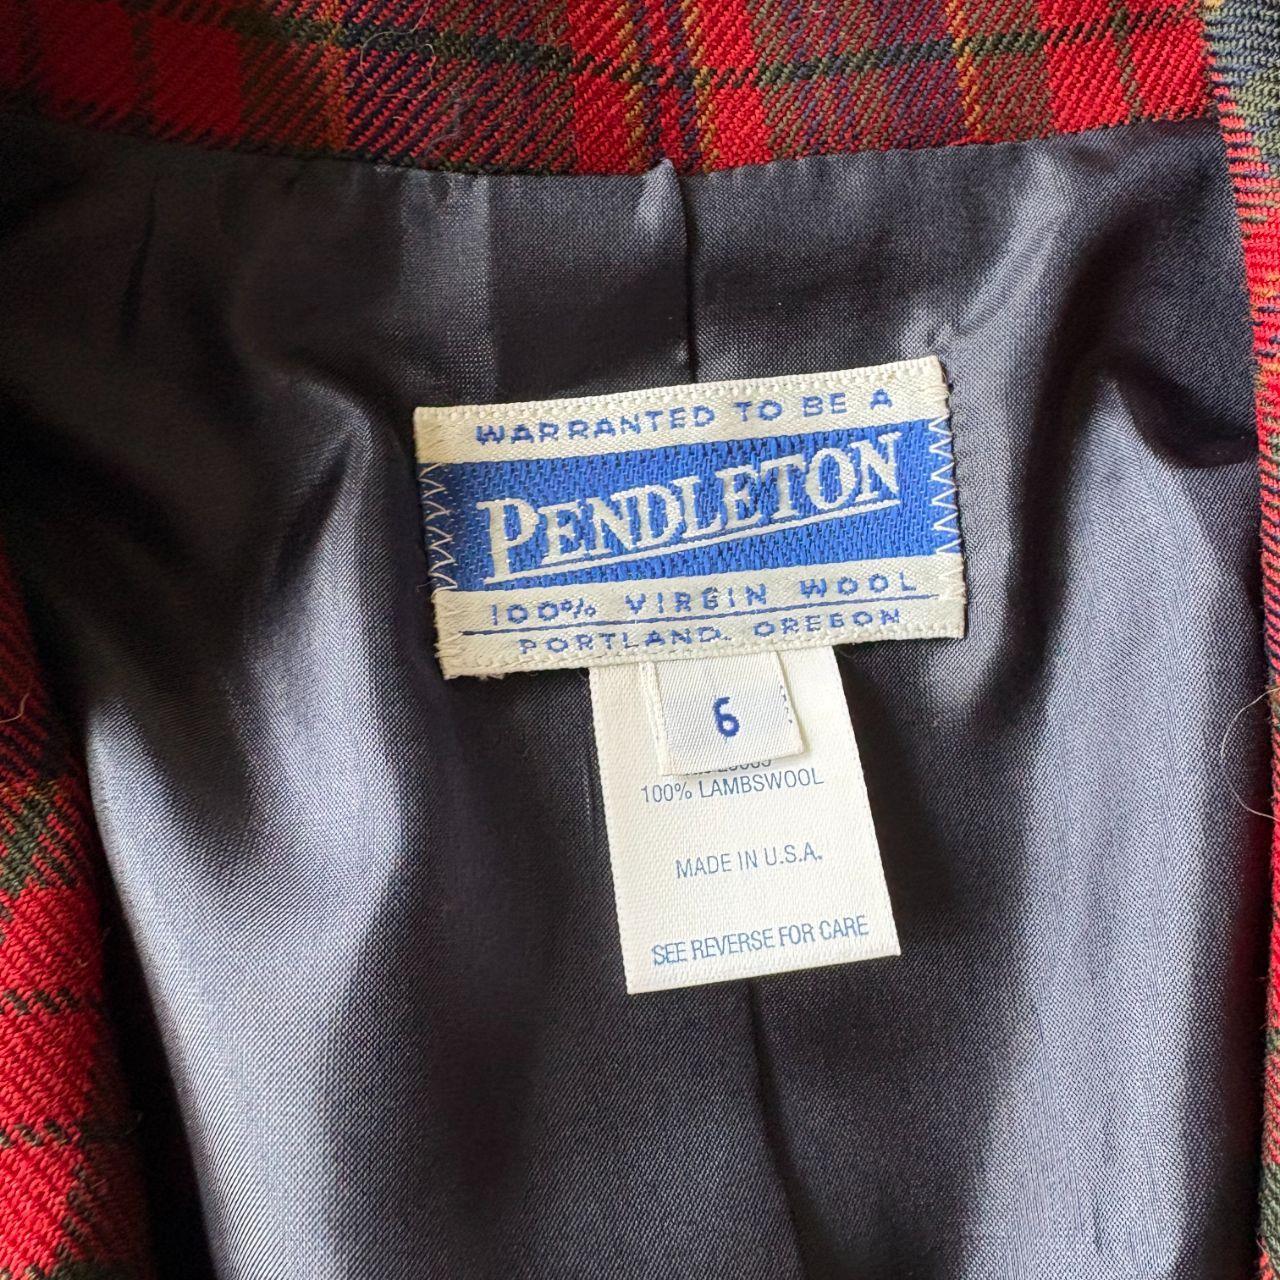 WARRANTED TO BE A
PENDLETON
100% VIRGIN WOOL
PORTLAND, OREGON
6
100% LAMBSWOOL
MADE IN U.S.A.
SEE REVERSE FOR CARE